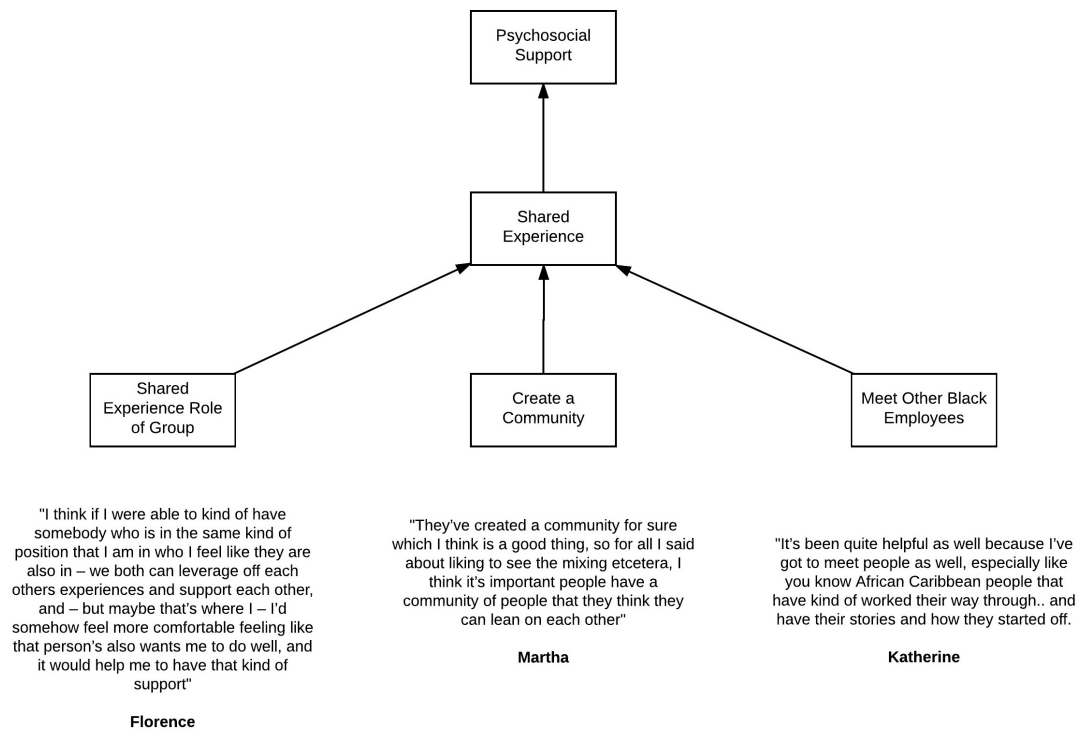 Psychosocial
Support
Shared
Experience
Shared
Experience Role
of Group
Create a
Community
Meet Other Black
Employees
"I think if I were able to kind of have
somebody who is in the same kind of
position that I am in who I feel like they are
also in – we both can leverage off each
others experiences and support each other,
and – but maybe that's where I – I'd
somehow feel more comfortable feeling like
that person's also wants me to do well, and
it would help me to have that kind of
support"
Florence
"They've created a community for sure
which I think is a good thing, so for all I said
about liking to see the mixing etcetera, I
think it's important people have a
community of people that they think they
can lean on each other"
Martha
"It's been quite helpful as well because I've
got to meet people as well, especially like
you know African Caribbean people that
have kind of worked their way through.. and
have their stories and how they started off.
Katherine